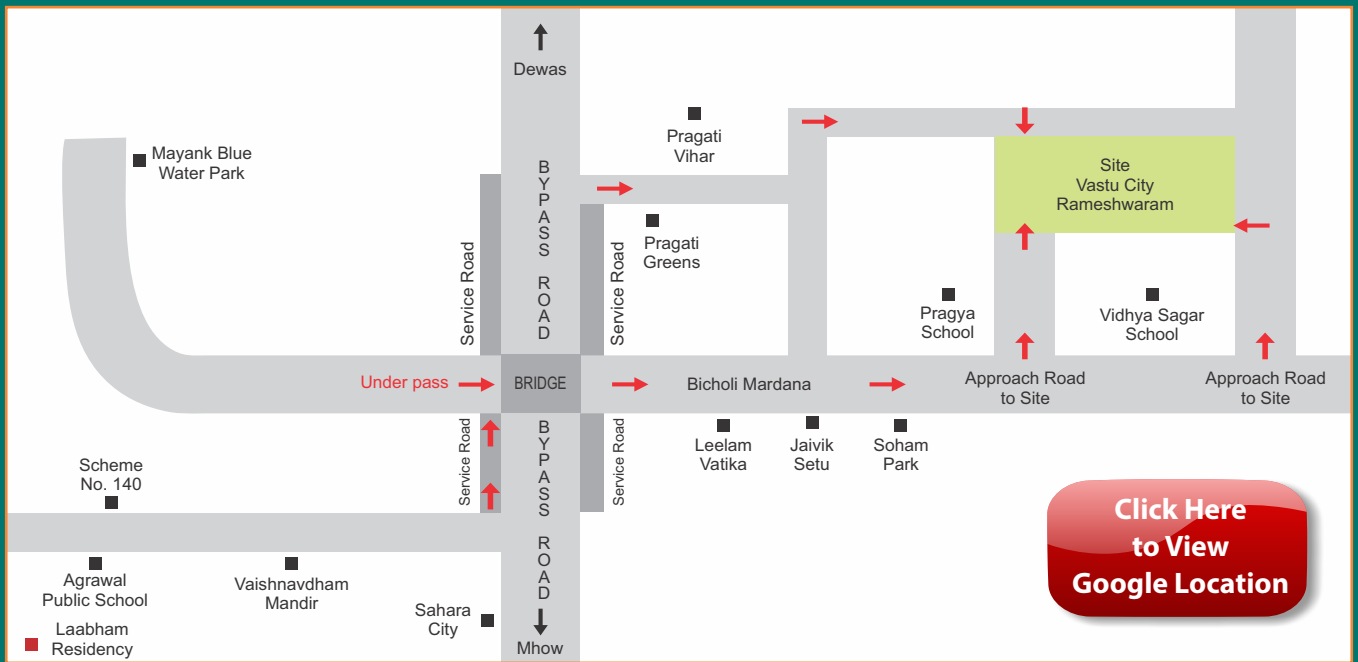 Dewas
Mayank Blue
Water Park
Pragati
Vihar
Site
Vastu City
Rameshwaram
BYPASS ROAD
Service Road
Service Road
Pragati
Greens
Pragya
School
Vidhya Sagar
School
Under pass
BRIDGE
Bicholi Mardana
Approach Road
to Site
Approach Road
to Site
Service Road
BYPASS ROAD
Service Road
Leelam
Vatika
Jaivik
Setu
Soham
Park
Scheme
No. 140
Agrawal
Public School
Vaishnavdham
Mandir
Sahara
City
Laabham
Residency
Mhow
Click Here
to View
Google Location